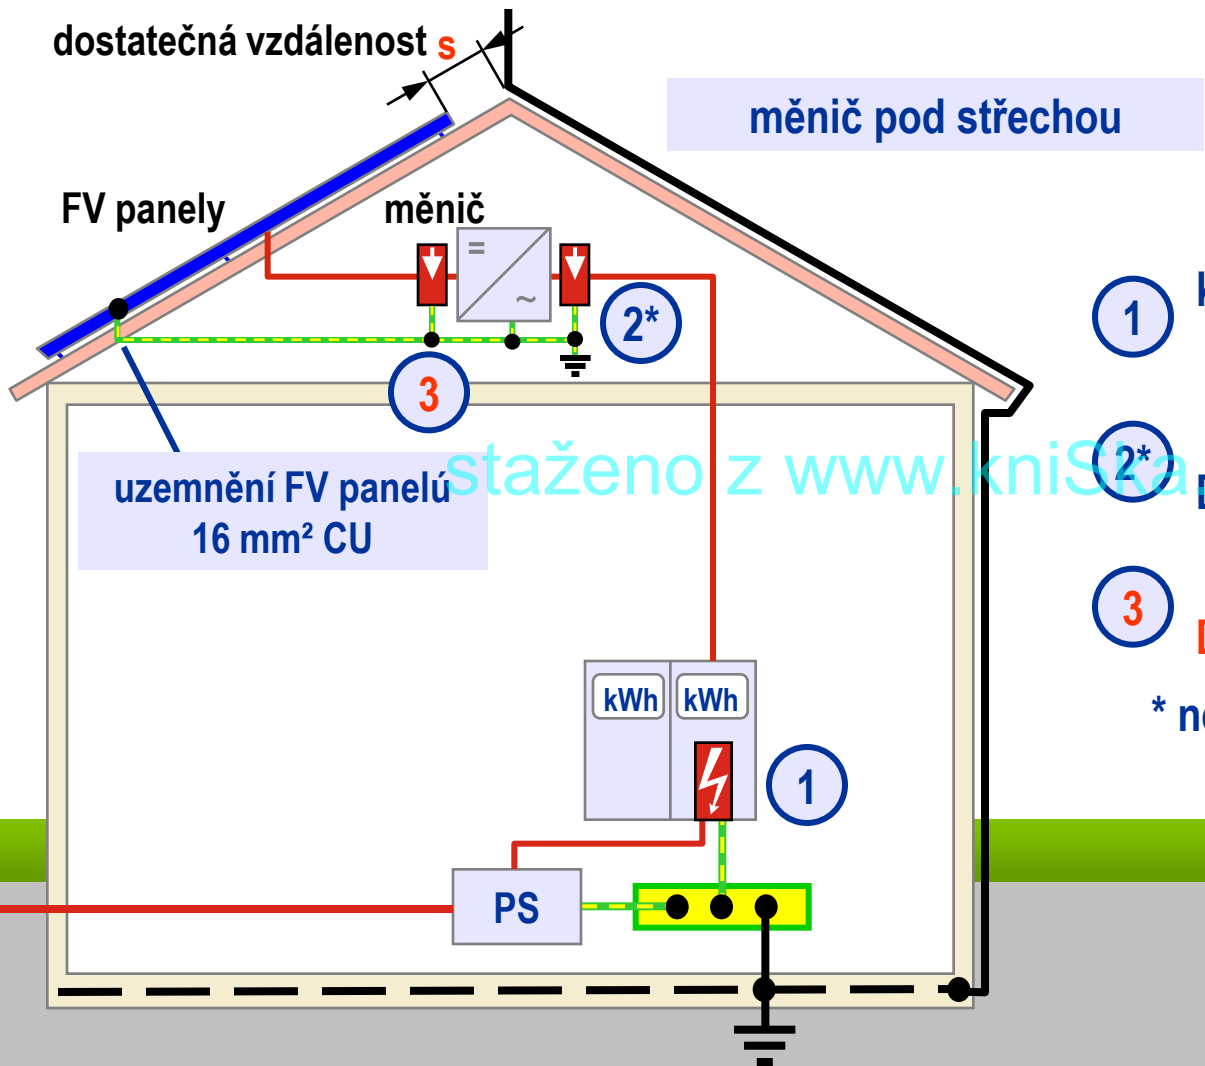 dostatečná vzdálenost s
měnič pod střechou
FV panely
měnič
=
~
2*
3
1
2*
3
uzemnění FV panelů
16 mm² CU
staženo z www.kniSka.
kWh kWh
1
PS